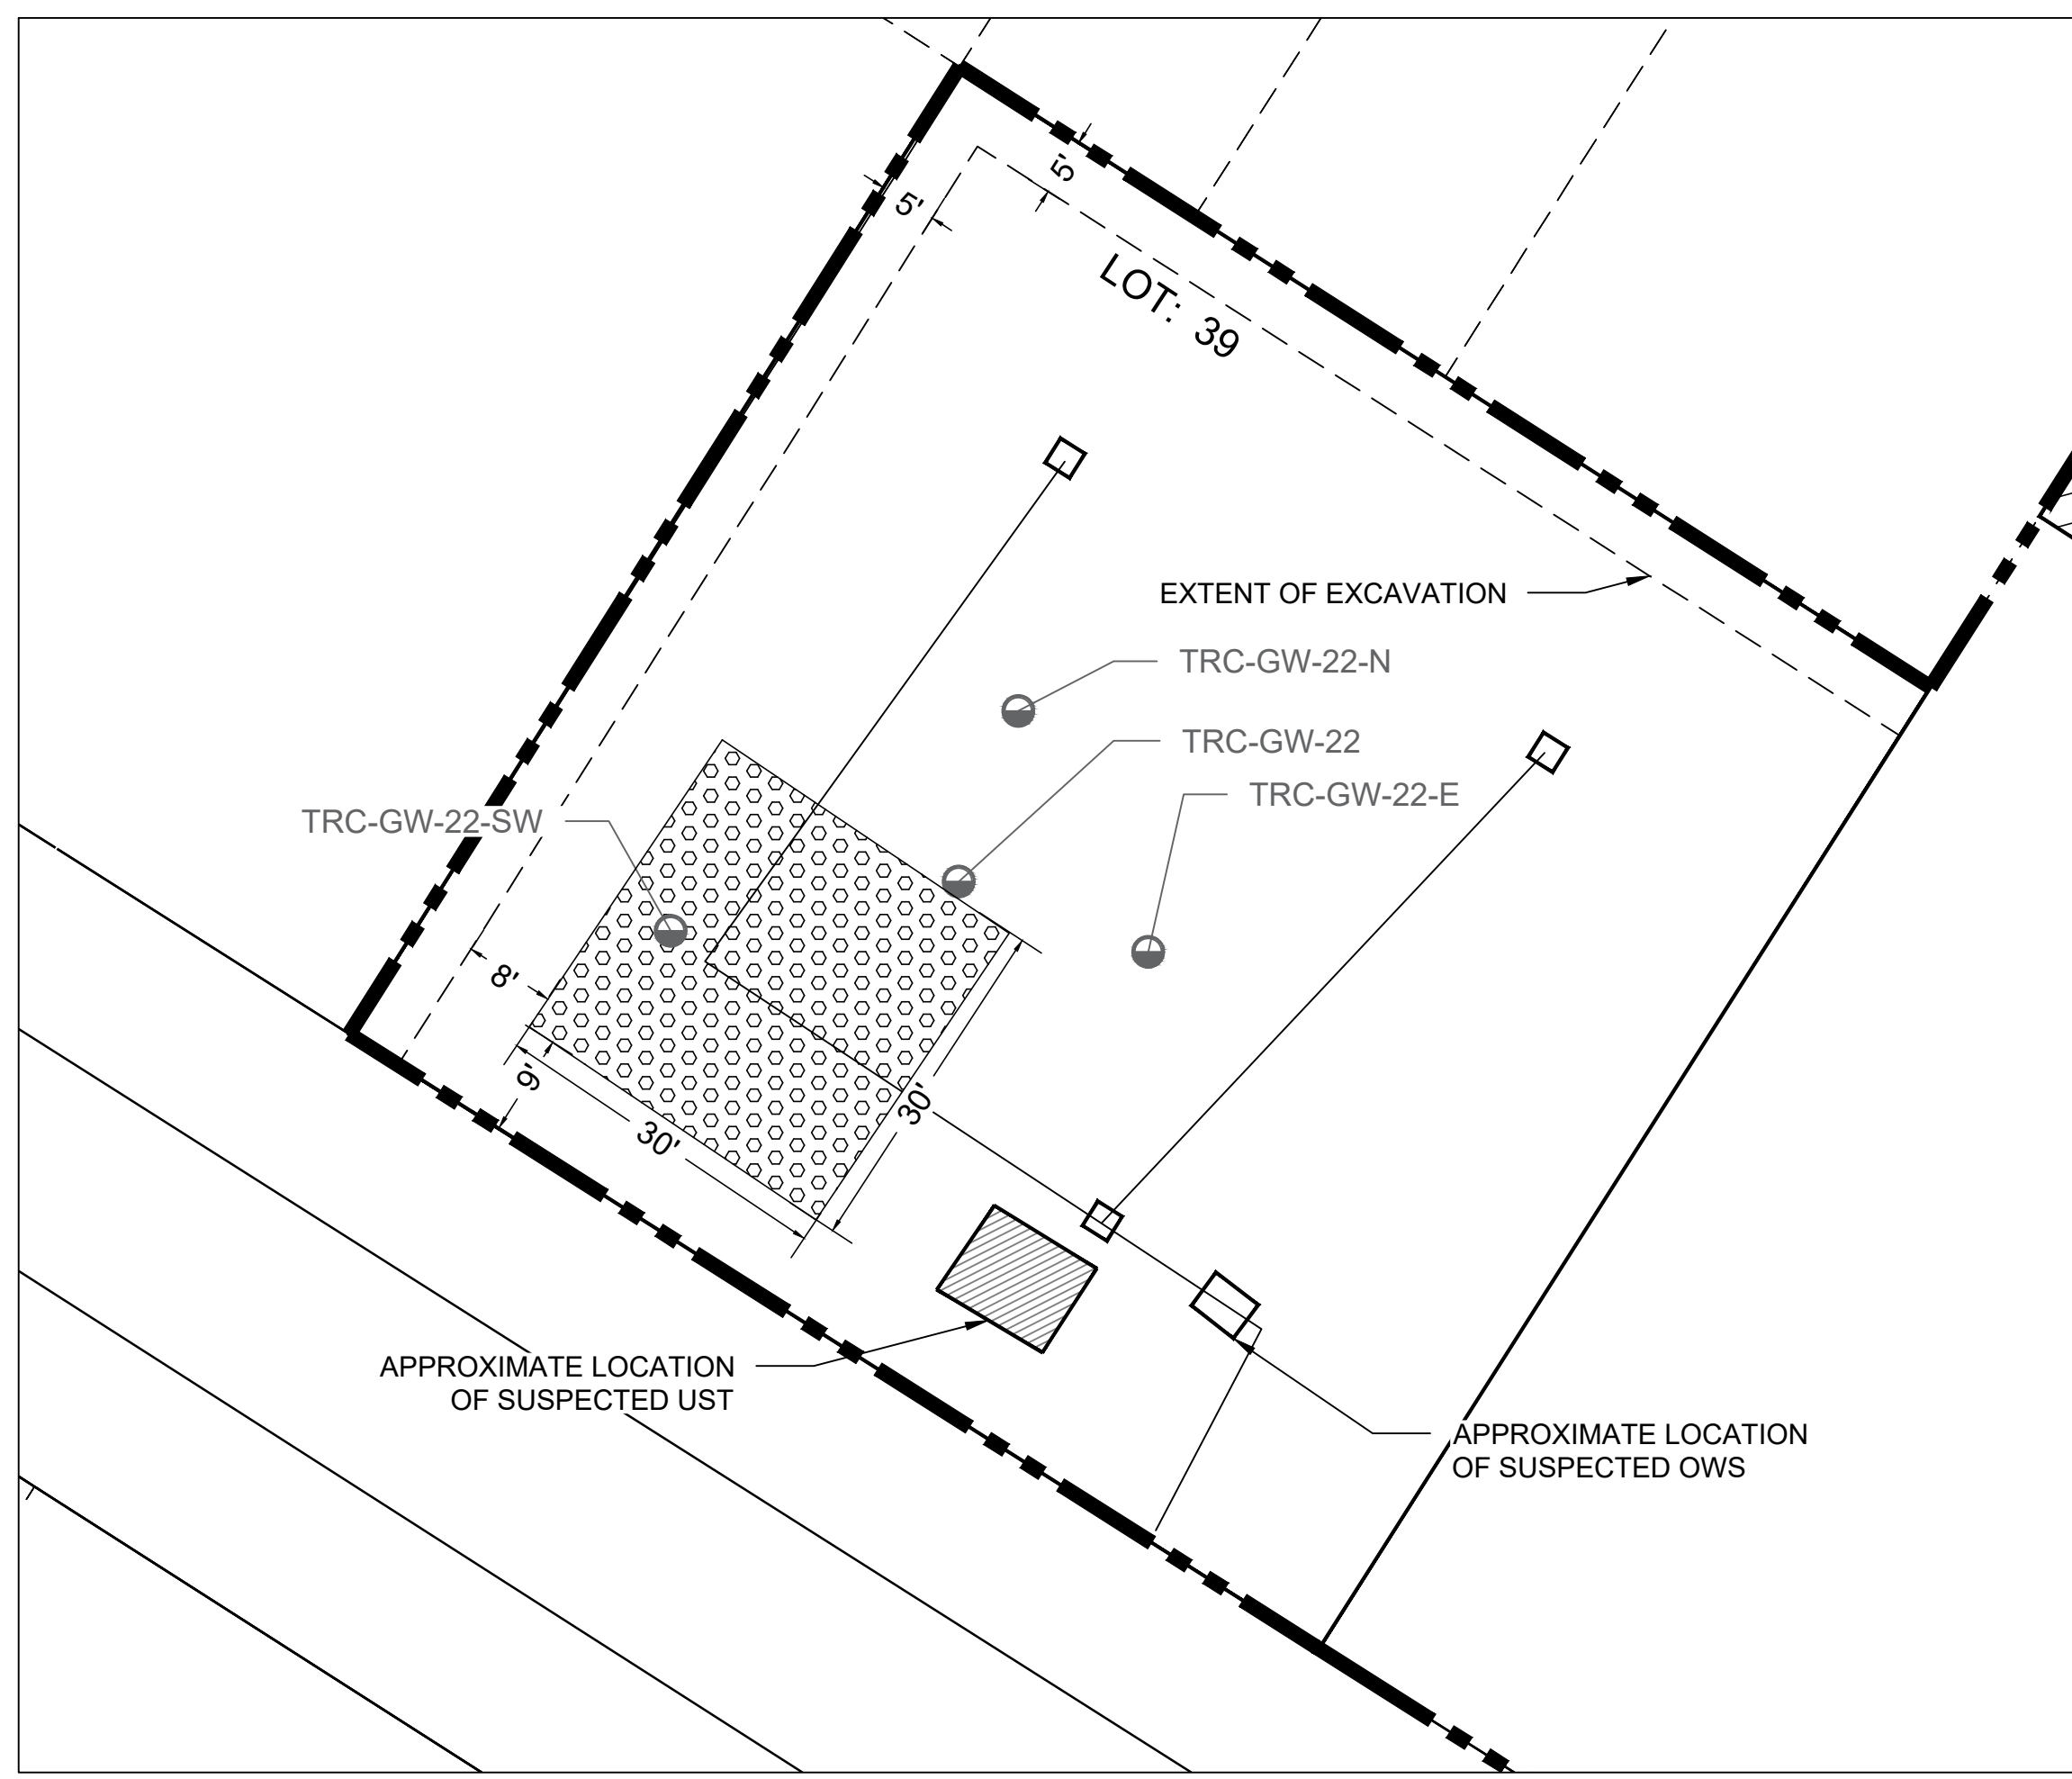 5'
5'
LOT: 39
EXTENT OF EXCAVATION
TRC-GW-22-N
TRC-GW-22
TRC-GW-22-E
TRC-GW-22-SW
8'
9'
30'
30'
APPROXIMATE LOCATION
OF SUSPECTED UST
APPROXIMATE LOCATION
OF SUSPECTED OWS